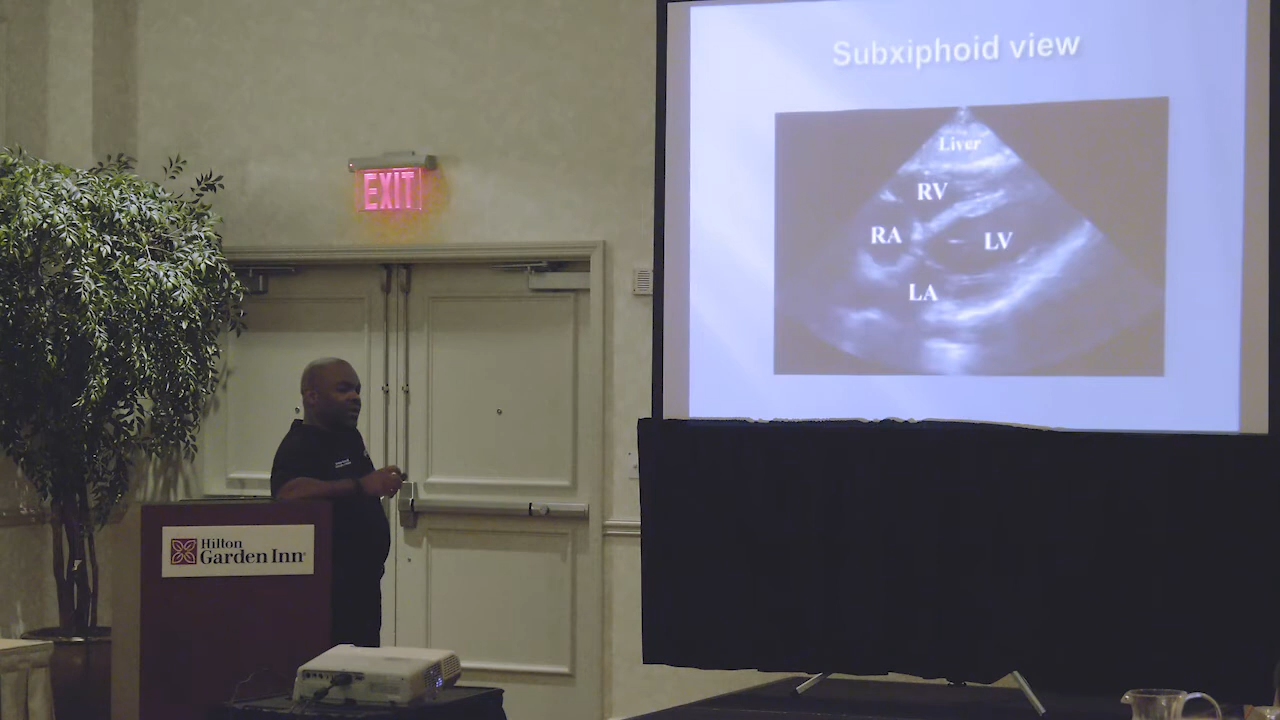 Subxiphoid view
Liver
RV
RA
LV
LA
EXIT
Hilton
Garden Inn